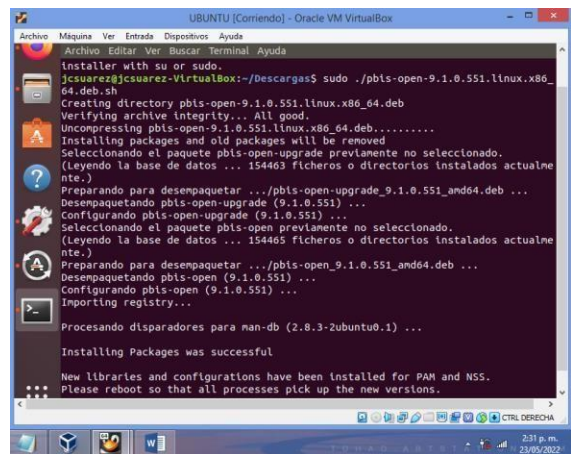 UBUNTU [Corriendo] - Oracle VM VirtualBox
Archivo Máquina Ver Entrada Dispositivos Ayuda
Archivo Editar Ver Buscar Terminal Ayuda
installer with su or sudo.
jcsuarez@jcsuarez-VirtualBox:~/Descargas$ sudo ./pbis-open-9.1.0.551.linux.x86_
64.deb.sh
Creating directory pbis-open-9.1.0.551.linux.x86_64.deb
Verifying archive integrity... All good.
Uncompressing pbis-open-9.1.0.551.linux.x86_64.deb..........
Installing packages and old packages will be removed
Seleccionando el paquete pbis-open-upgrade previamente no seleccionado.
(Leyendo la base de datos ... 154463 ficheros o directorios instalados actualme
nte.)
Preparando para desempaquetar .../pbis-open-upgrade_9.1.0.551_amd64.deb ...
Desempaquetando pbis-open-upgrade (9.1.0.551) ...
Configurando pbis-open-upgrade (9.1.0.551) ...
Seleccionando el paquete pbis-open previamente no seleccionado.
(Leyendo la base de datos ... 154465 ficheros o directorios instalados actualme
nte.)
Preparando para desempaquetar .../pbis-open_9.1.0.551_amd64.deb ...
Desempaquetando pbis-open (9.1.0.551) ...
Configurando pbis-open (9.1.0.551) ...
Importing registry...
Procesando disparadores para man-db (2.8.3-2ubuntu0.1) ...
Installing Packages was successful
New libraries and configurations have been installed for PAM and NSS.
Please reboot so that all processes pick up the new versions.
CTRL DERECHA
2:31 p. m.
23/05/2022